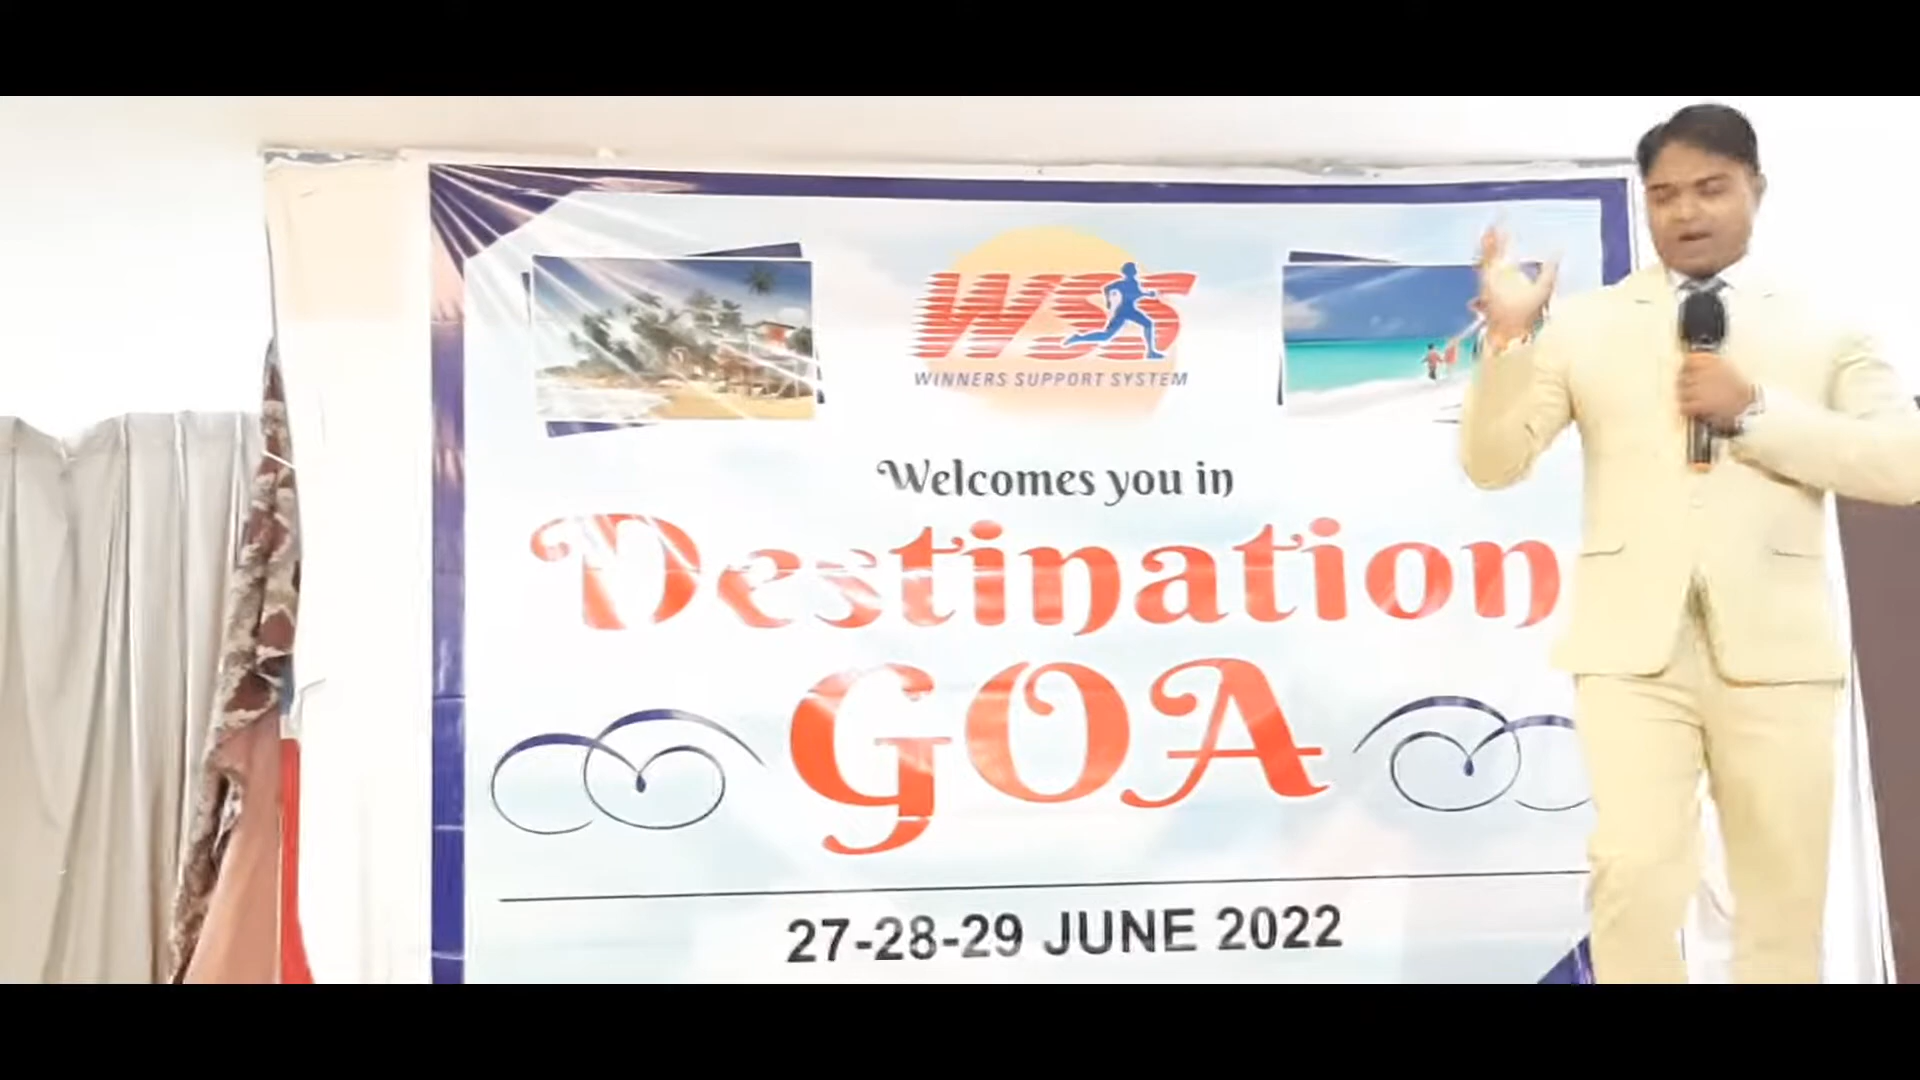 WSS
WINNERS SUPPORT SYSTEM
Welcomes you in
Destination
GOA
27-28-29 JUNE 2022